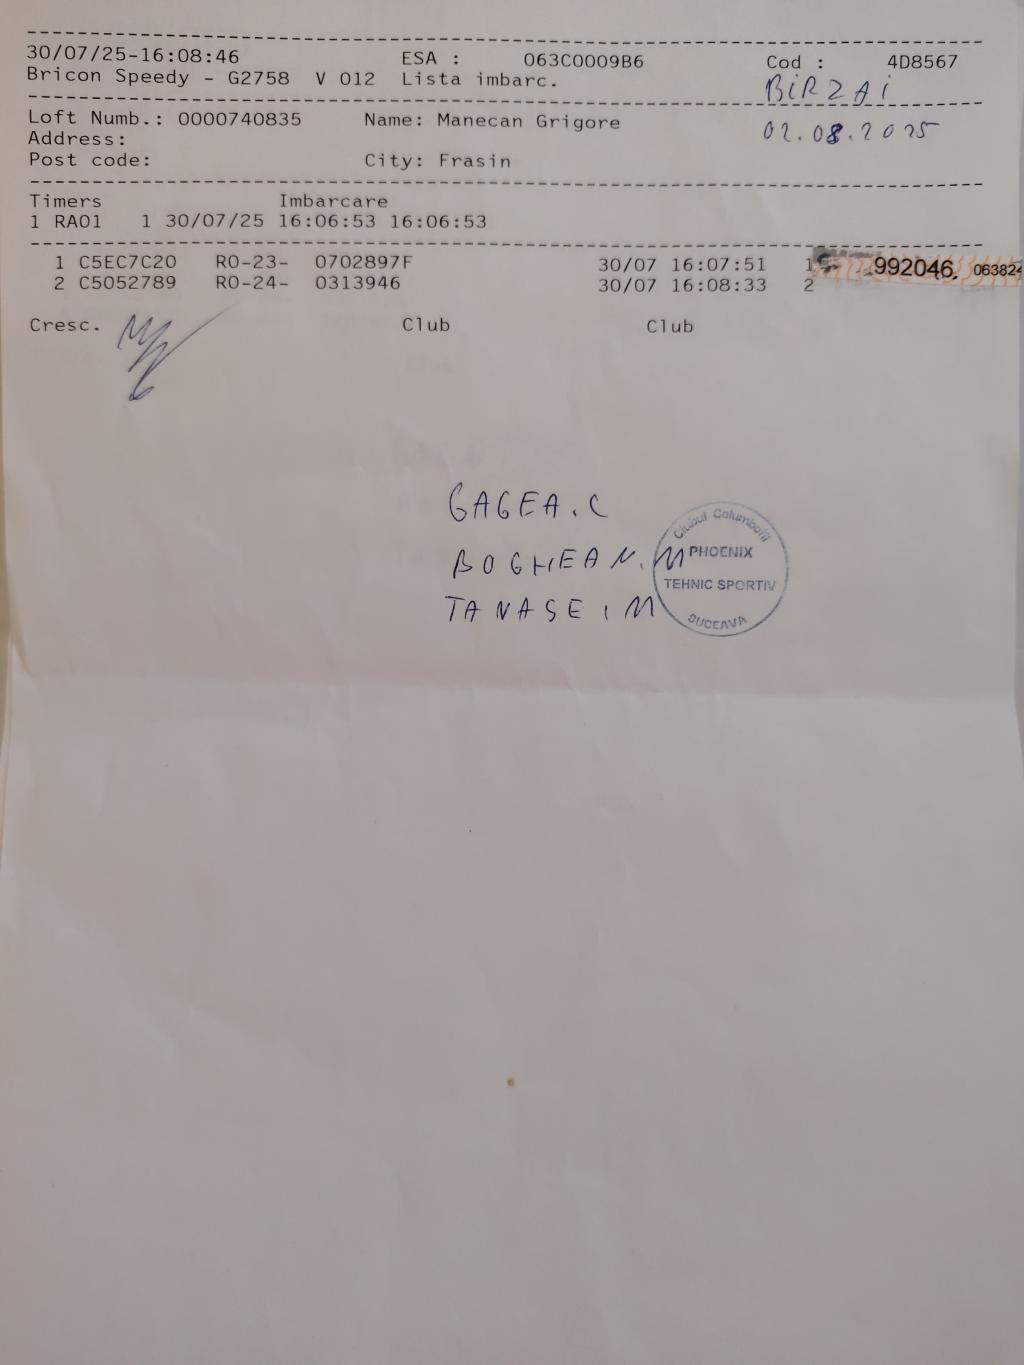 30/07/25-16:08:46 ESA : 063C0009B6 Cod : 4D8567
Bricon Speedy - G2758 V 012 Lista imbarc.
BiRZAi
Loft Numb.: 0000740835 Name: Manecan Grigore
02.08.2025
Address:
Post code: City: Frasin
Timers Imbarcare
1 RA01 1 30/07/25 16:06:53 16:06:53
1 C5EC7C20 RO-23- 0702897F 30/07 16:07:51 1 992046. 063824
2 C5052789 RO-24- 0313946 30/07 16:08:33 2
Cresc. Club Club
GAGEA.C
BOGHEAN.M
TANASE.M
Clubul Columbofil
PHOENIX
TEHNIC SPORTIV
SUCEAVA